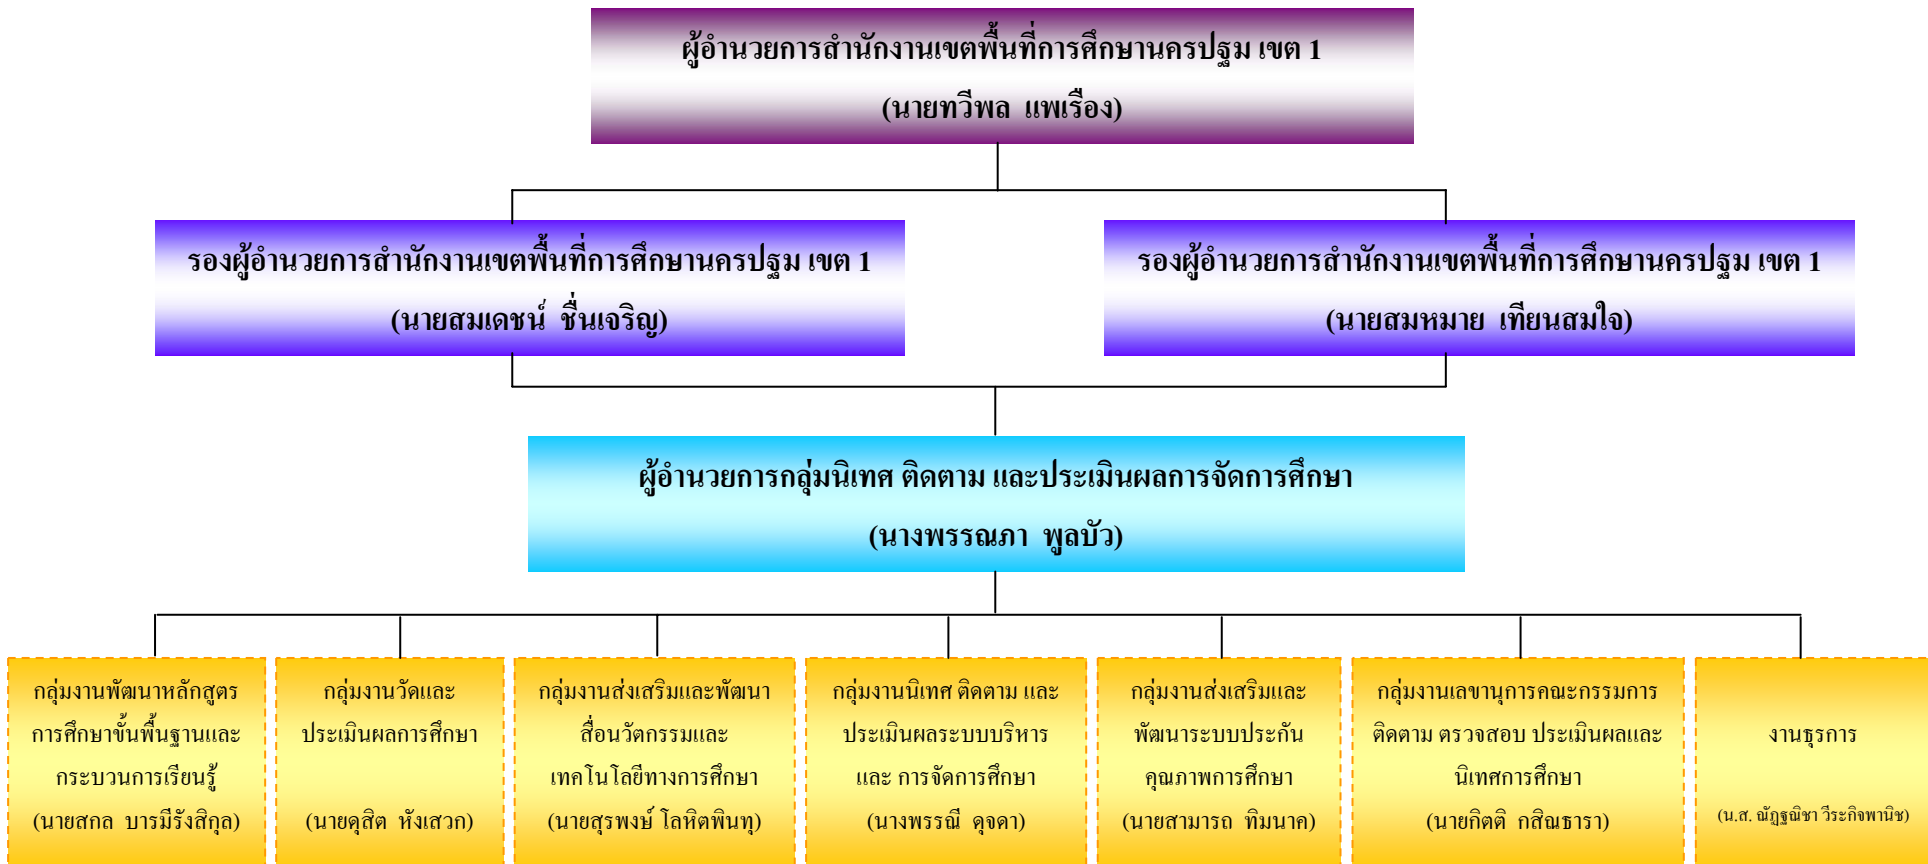 ผู้อำนวยการสำนักงานเขตพื้นที่การศึกษานครปฐม เขต 1
(นายทวีพล แพเรือง)
รองผู้อำนวยการสำนักงานเขตพื้นที่การศึกษานครปฐม เขต 1
(นายสมเดชน์ ชื่นเจริญ)
รองผู้อำนวยการสำนักงานเขตพื้นที่การศึกษานครปฐม เขต 1
(นายสมหมาย เทียนสมใจ)
ผู้อำนวยการกลุ่มนิเทศ ติดตาม และประเมินผลการจัดการศึกษา
(นางพรรณภา พูลบัว)
กลุ่มงานพัฒนาหลักสูตร
การศึกษาขั้นพื้นฐานและ
กระบวนการเรียนรู้
(นายสกล บารมีรังสิกุล)
กลุ่มงานวัดและ
ประเมินผลการศึกษา
(นายดุสิต หังเสวก)
กลุ่มงานส่งเสริมและพัฒนา
สื่อนวัตกรรมและ
เทคโนโลยีทางการศึกษา
(นายสุรพงษ์ โลหิตพินทุ)
กลุ่มงานนิเทศ ติดตาม และ
ประเมินผลระบบบริหาร
และ การจัดการศึกษา
(นางพรรณี ดุจดา)
กลุ่มงานส่งเสริมและ
พัฒนาระบบประกัน
คุณภาพการศึกษา
(นายสามารถ ทิมนาค)
กลุ่มงานเลขานุการคณะกรรมการ
ติดตาม ตรวจสอบ ประเมินผลและ
นิเทศการศึกษา
(นายกิตติ กสิณธารา)
งานธุรการ
(น.ส. ณัฏฐณิชา วีระกิจพานิช)